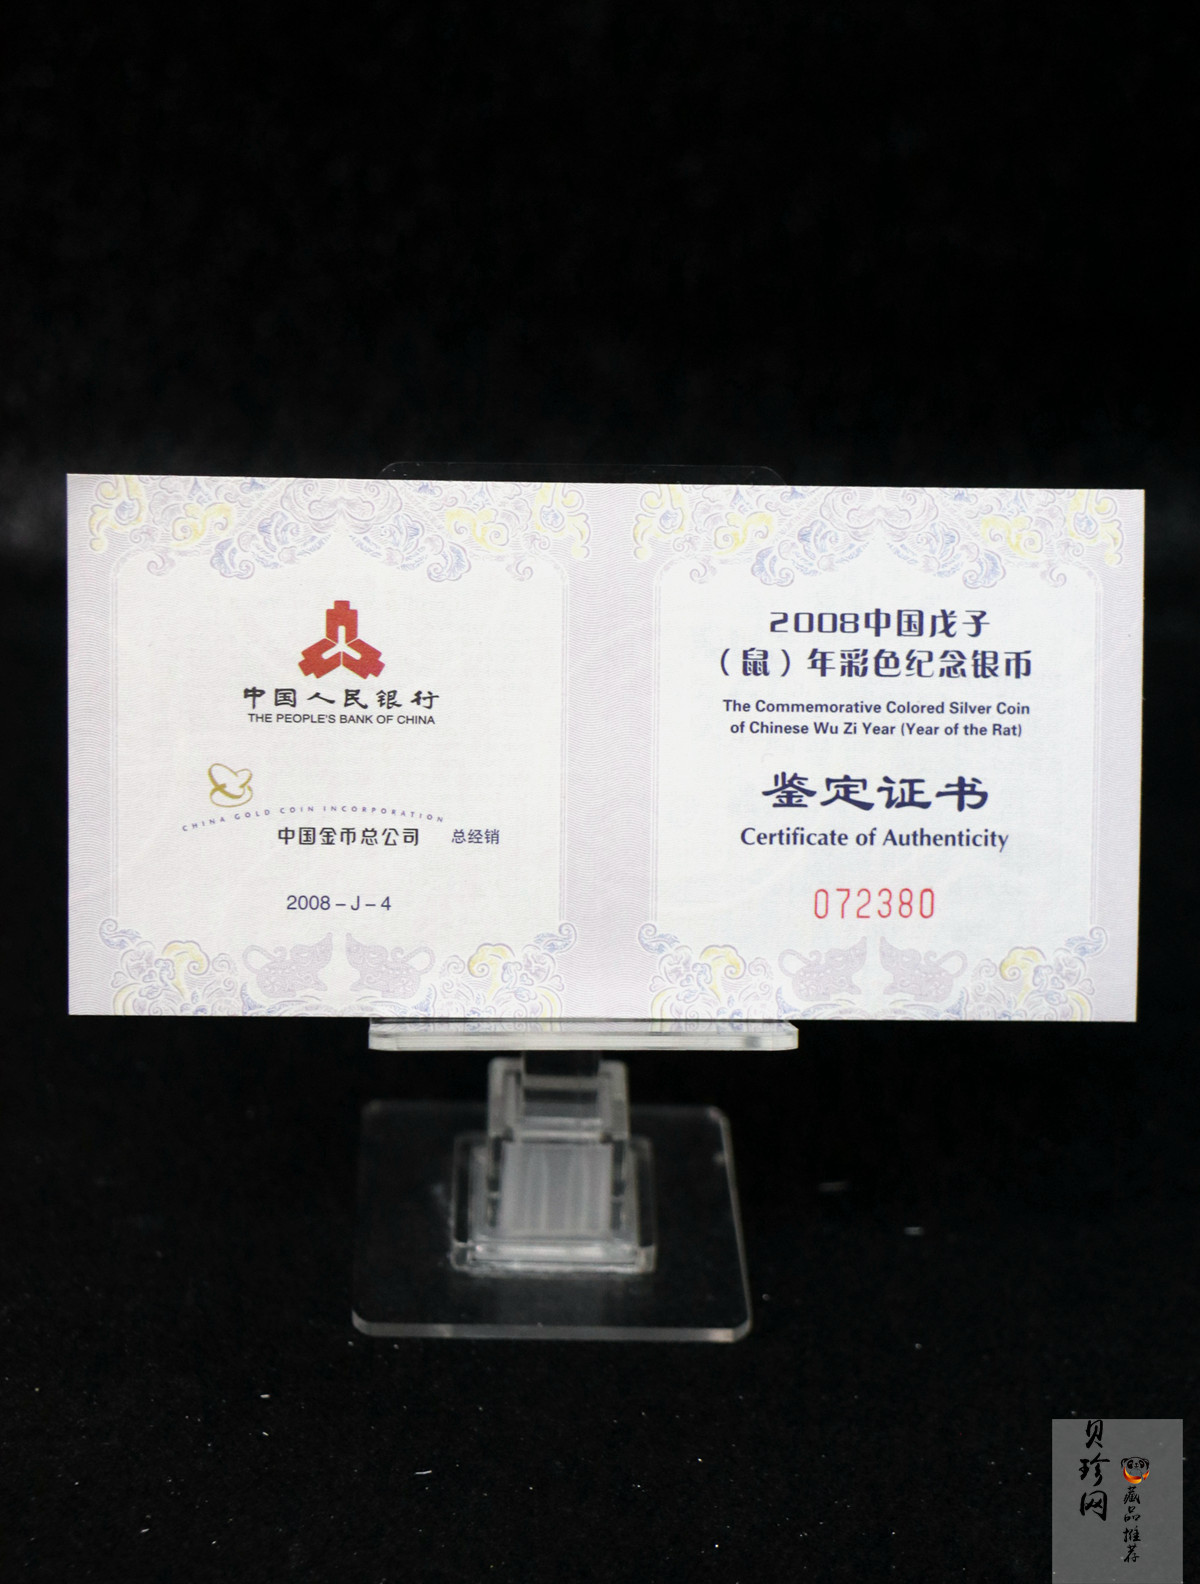 中国人民银行
THE PEOPLE'S BANK OF CHINA
CHINA GOLD COIN INCORPORATION
中国金币总公司 总经销
2008－J－4
2008中国戊子
（鼠）年彩色纪念银币
The Commemorative Colored Silver Coin
of Chinese Wu Zi Year (Year of the Rat)
鉴定证书
Certificate of Authenticity
072380
贝珍网
藏品推荐